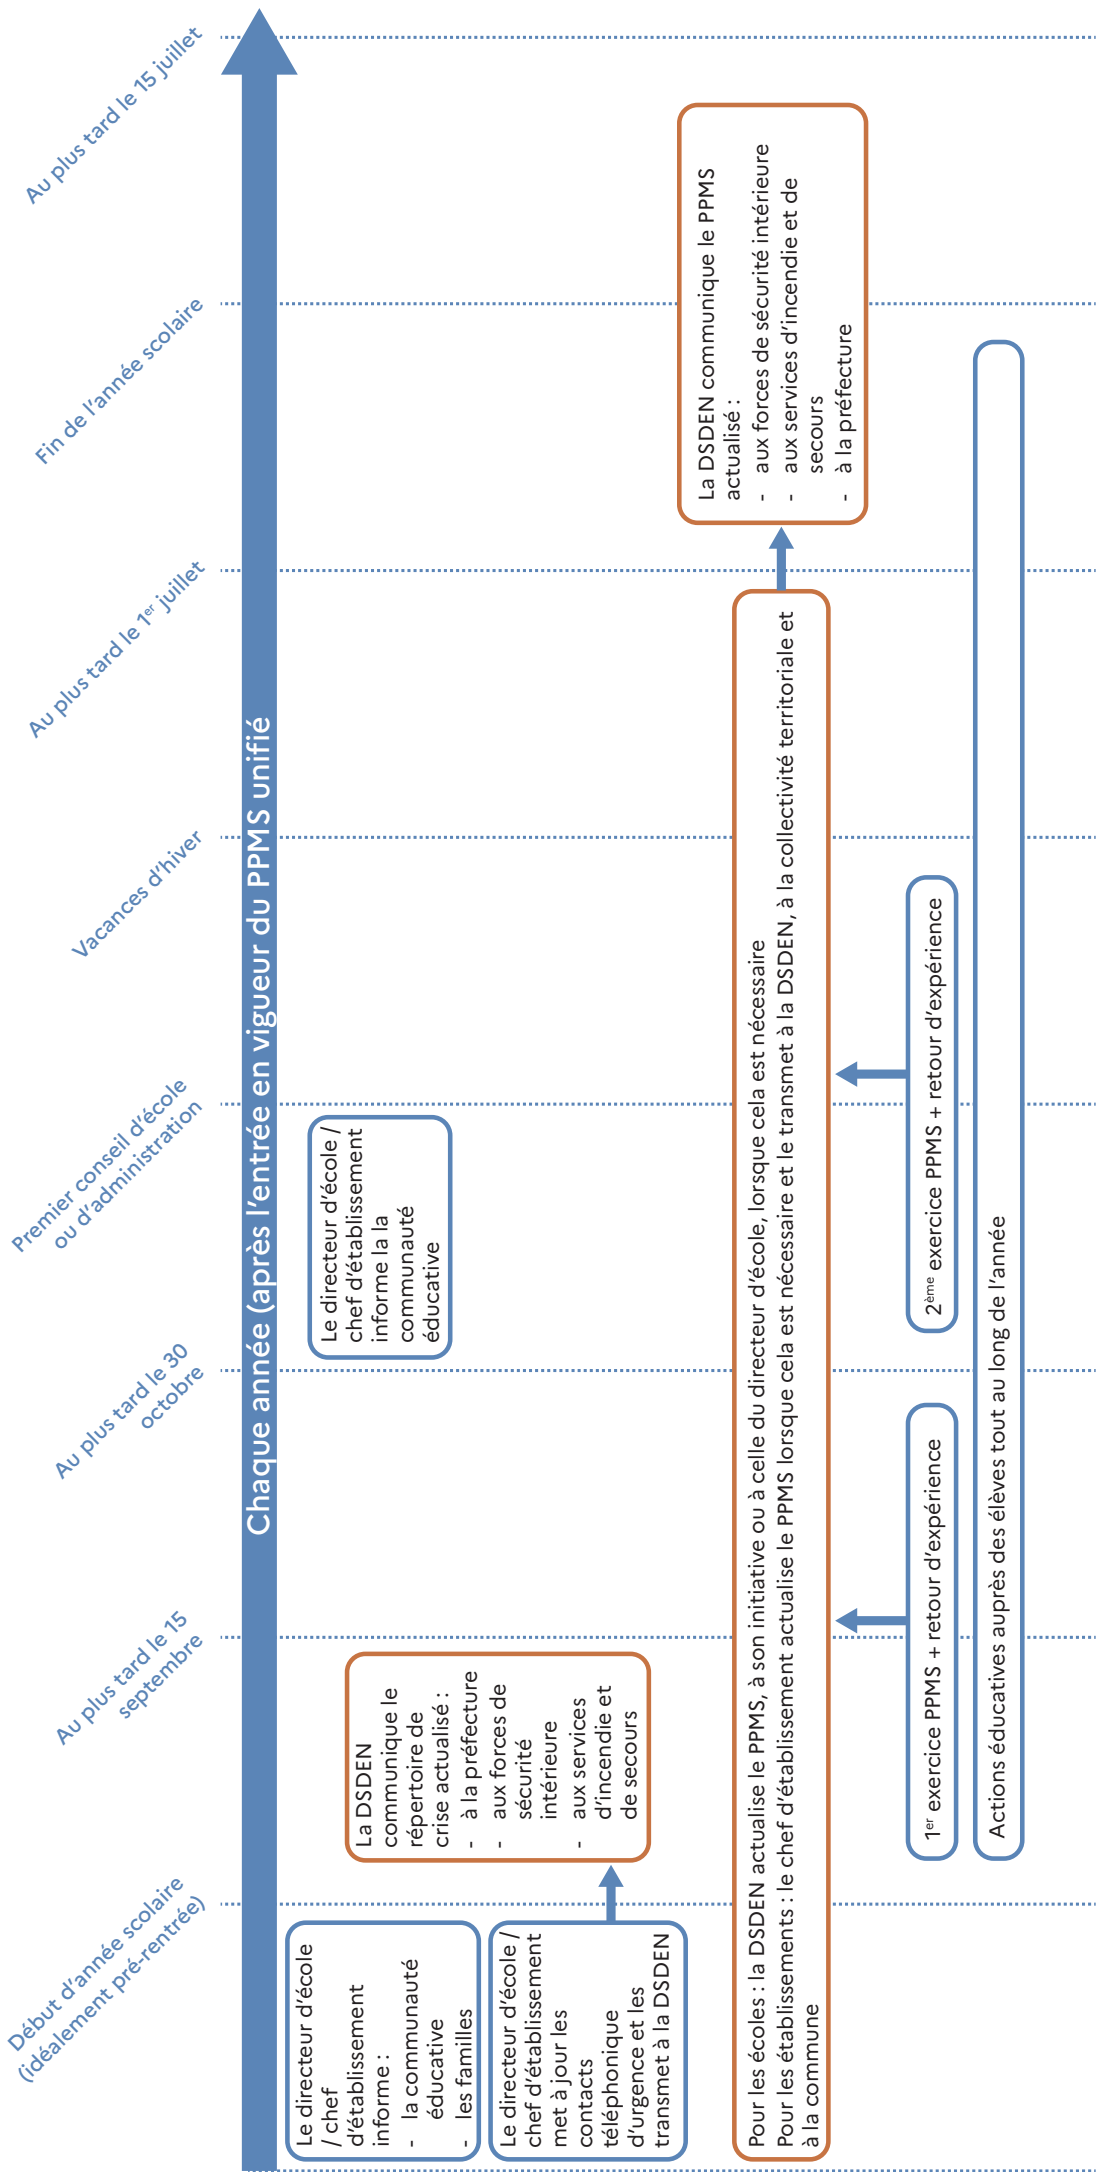 Chaque année (après l'entrée en vigueur du PPMS unifié
Début d'année scolaire
(idéalement pré-rentrée)
Au plus tard le 15
septembre
Au plus tard le 30
octobre
Premier conseil d'école
ou d'administration
Vacances d'hiver
Au plus tard le 1er juillet
Fin de l'année scolaire
Au plus tard le 15 juillet
Le directeur d'école
/ chef
d'établissement
informe :
- la communauté
éducative
- les familles
Le directeur d'école /
chef d'établissement
met à jour les
contacts
téléphonique
d'urgence et les
transmet à la DSDEN
La DSDEN
communique le
répertoire de
crise actualisé :
- à la préfecture
- aux forces de
sécurité
intérieure
- aux services
d'incendie et
de secours
Le directeur d'école /
chef d'établissement
informe la la
communauté
éducative
Pour les écoles : la DSDEN actualise le PPMS, à son initiative ou à celle du directeur d'école, lorsque cela est nécessaire
Pour les établissements : le chef d'établissement actualise le PPMS lorsque cela est nécessaire et le transmet à la DSDEN, à la collectivité territoriale et
à la commune
La DSDEN communique le PPMS
actualisé :
- aux forces de sécurité intérieure
- aux services d'incendie et de
secours
- à la préfecture
1er exercice PPMS + retour d'expérience
2ème exercice PPMS + retour d'expérience
Actions éducatives auprès des élèves tout au long de l'année